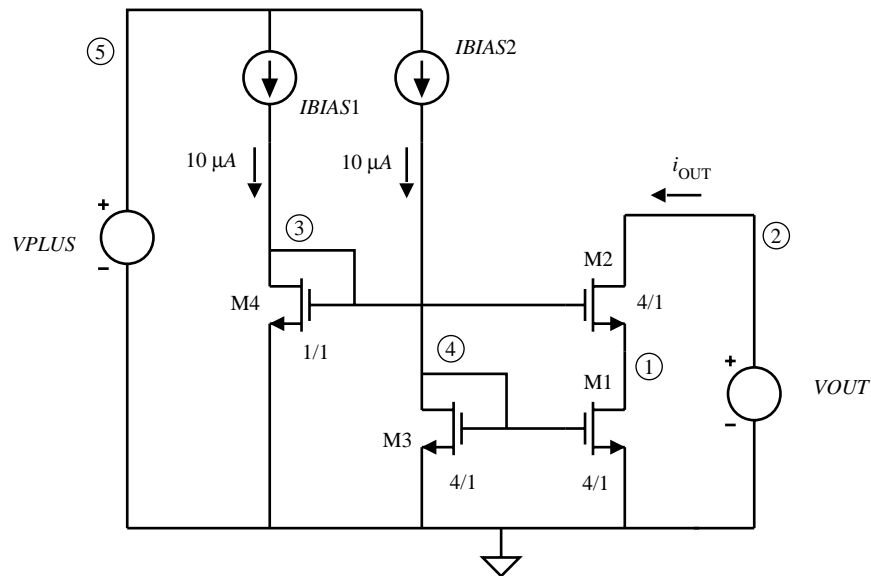 5
IBIAS2
IBIAS1
10 μA
10 μA
iOUT
3
2
+
VPLUS
−
M2
M4
4/1
1/1
4
1
+
M1
VOUT
−
M3
4/1
4/1